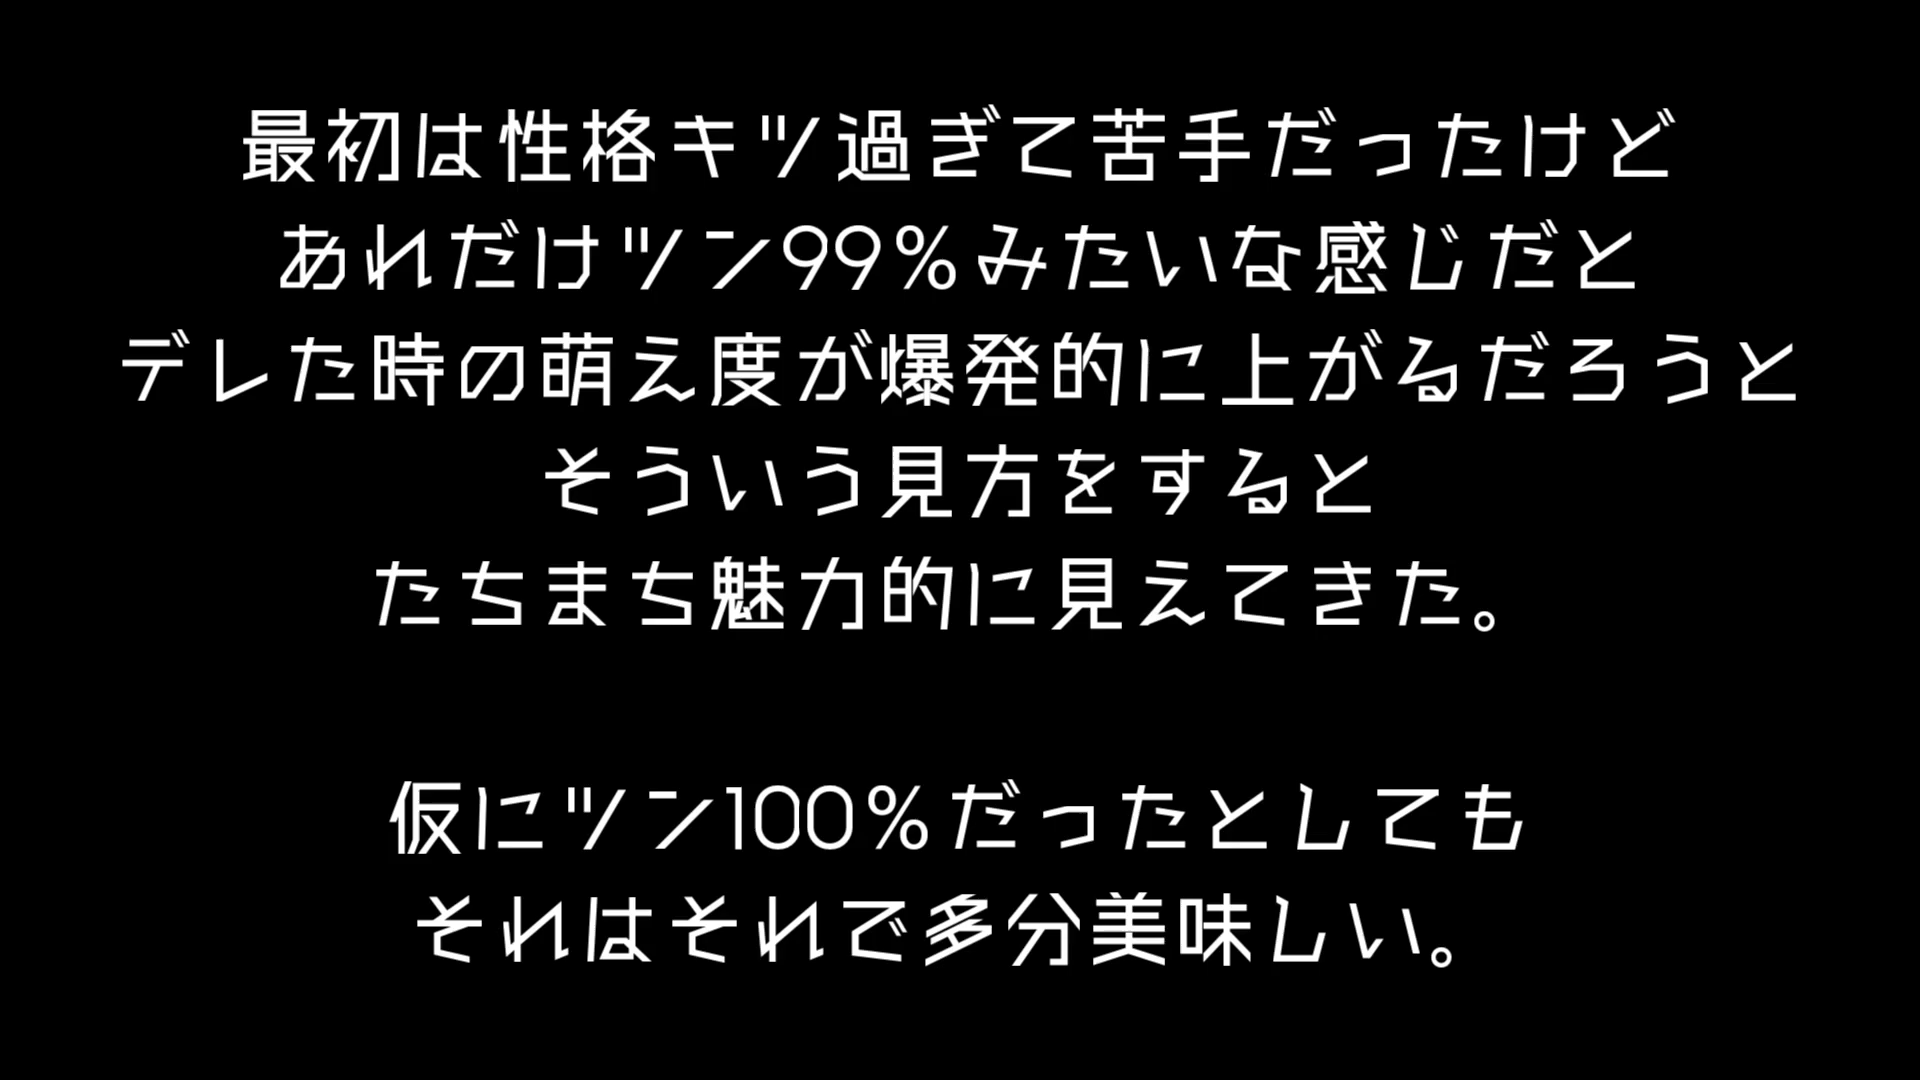 最初は性格キツ過ぎて苦手だったけど
あれだけツン99%みたいな感じだと
デレた時の萌え度が爆発的に上がるだろうと
そういう見方をすると
たちまち魅力的に見えてきた。
仮にツン100%だったとしても
それはそれで多分美味しい。